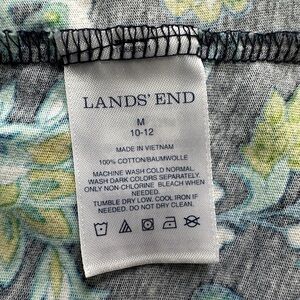 LANDS' END
M
10-12
MADE IN VIETNAM
100% COTTON/BAUMWOLLE
MACHINE WASH COLD NORMAL
WASH DARK COLORS SEPARATELY.
ONLY NON-CHLORINE BLEACH WHEN
NEEDED.
TUMBLE DRY LOW. COOL IRON IF
NEEDED. DO NOT DRY CLEAN.